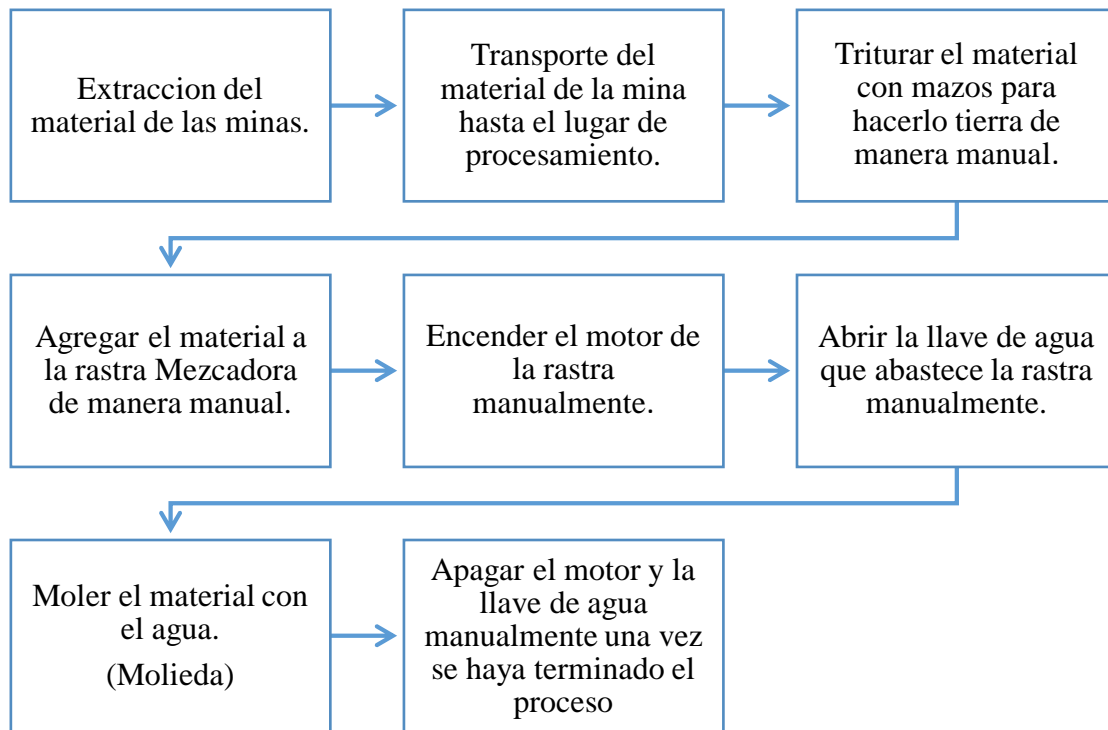 Extraccion del
material de las minas.
Transporte del
material de la mina
hasta el lugar de
procesamiento.
Triturar el material
con mazos para
hacerlo tierra de
manera manual.
Agregar el material a
la rastra Mezcadora
de manera manual.
Encender el motor de
la rastra
manualmente.
Abrir la llave de agua
que abastece la rastra
manualmente.
Moler el material con
el agua.
(Molieda)
Apagar el motor y la
llave de agua
manualmente una vez
se haya terminado el
proceso